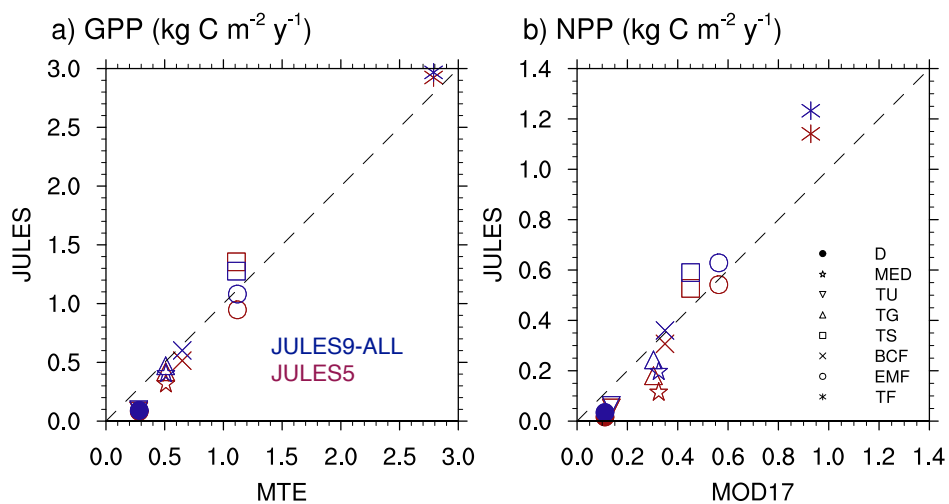 a) GPP (kg C m⁻² y⁻¹)
3.0
2.5
2.0
1.5
1.0
0.5
0.0
JULES
JULES9-ALL
JULES5
0.0 0.5 1.0 1.5 2.0 2.5 3.0
MTE
b) NPP (kg C m⁻² y⁻¹)
1.4
1.2
1.0
0.8
0.6
0.4
0.2
0.0
JULES
D
MED
TU
TG
TS
BCF
EMF
TF
0.0 0.2 0.4 0.6 0.8 1.0 1.2 1.4
MOD17